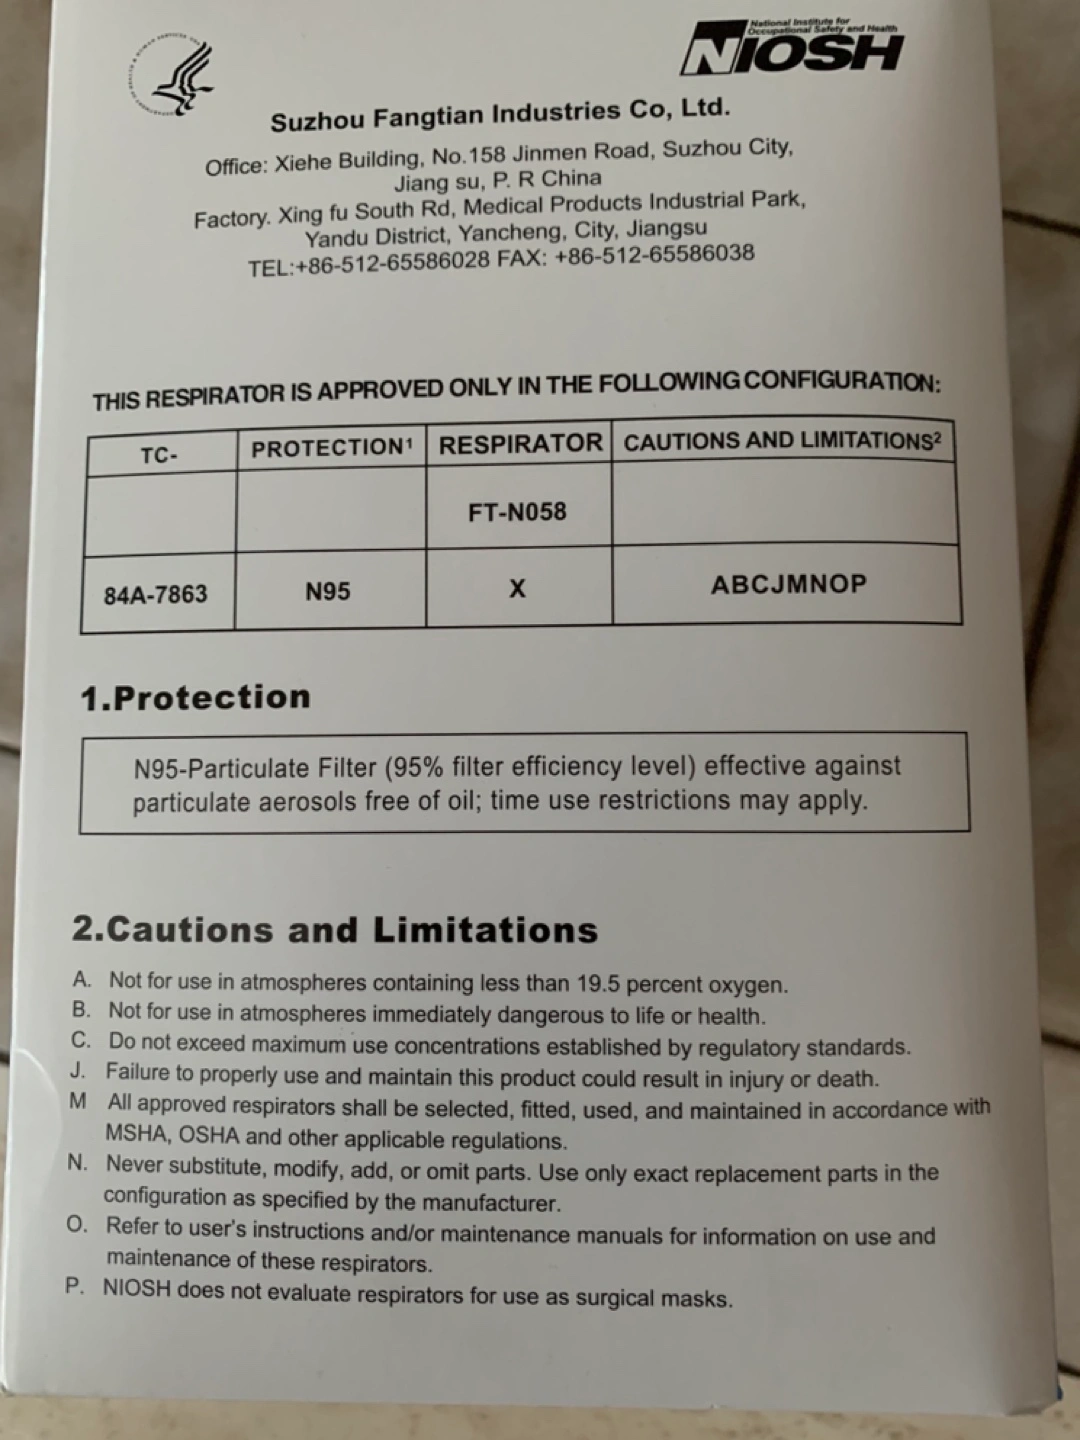 National Institute for
Occupational Safety and Health
NIOSH
Suzhou Fangtian Industries Co, Ltd.
Office: Xiehe Building, No.158 Jinmen Road, Suzhou City,
Jiang su, P. R China
Factory. Xing fu South Rd, Medical Products Industrial Park,
Yandu District, Yancheng, City, Jiangsu
TEL:+86-512-65586028 FAX: +86-512-65586038
THIS RESPIRATOR IS APPROVED ONLY IN THE FOLLOWING CONFIGURATION:
TC- PROTECTION¹ RESPIRATOR CAUTIONS AND LIMITATIONS²
FT-N058
84A-7863 N95 X ABCJMNOP
1.Protection
N95-Particulate Filter (95% filter efficiency level) effective against
particulate aerosols free of oil; time use restrictions may apply.
2.Cautions and Limitations
A. Not for use in atmospheres containing less than 19.5 percent oxygen.
B. Not for use in atmospheres immediately dangerous to life or health.
C. Do not exceed maximum use concentrations established by regulatory standards.
J. Failure to properly use and maintain this product could result in injury or death.
M All approved respirators shall be selected, fitted, used, and maintained in accordance with
MSHA, OSHA and other applicable regulations.
N. Never substitute, modify, add, or omit parts. Use only exact replacement parts in the
configuration as specified by the manufacturer.
O. Refer to user's instructions and/or maintenance manuals for information on use and
maintenance of these respirators.
P. NIOSH does not evaluate respirators for use as surgical masks.